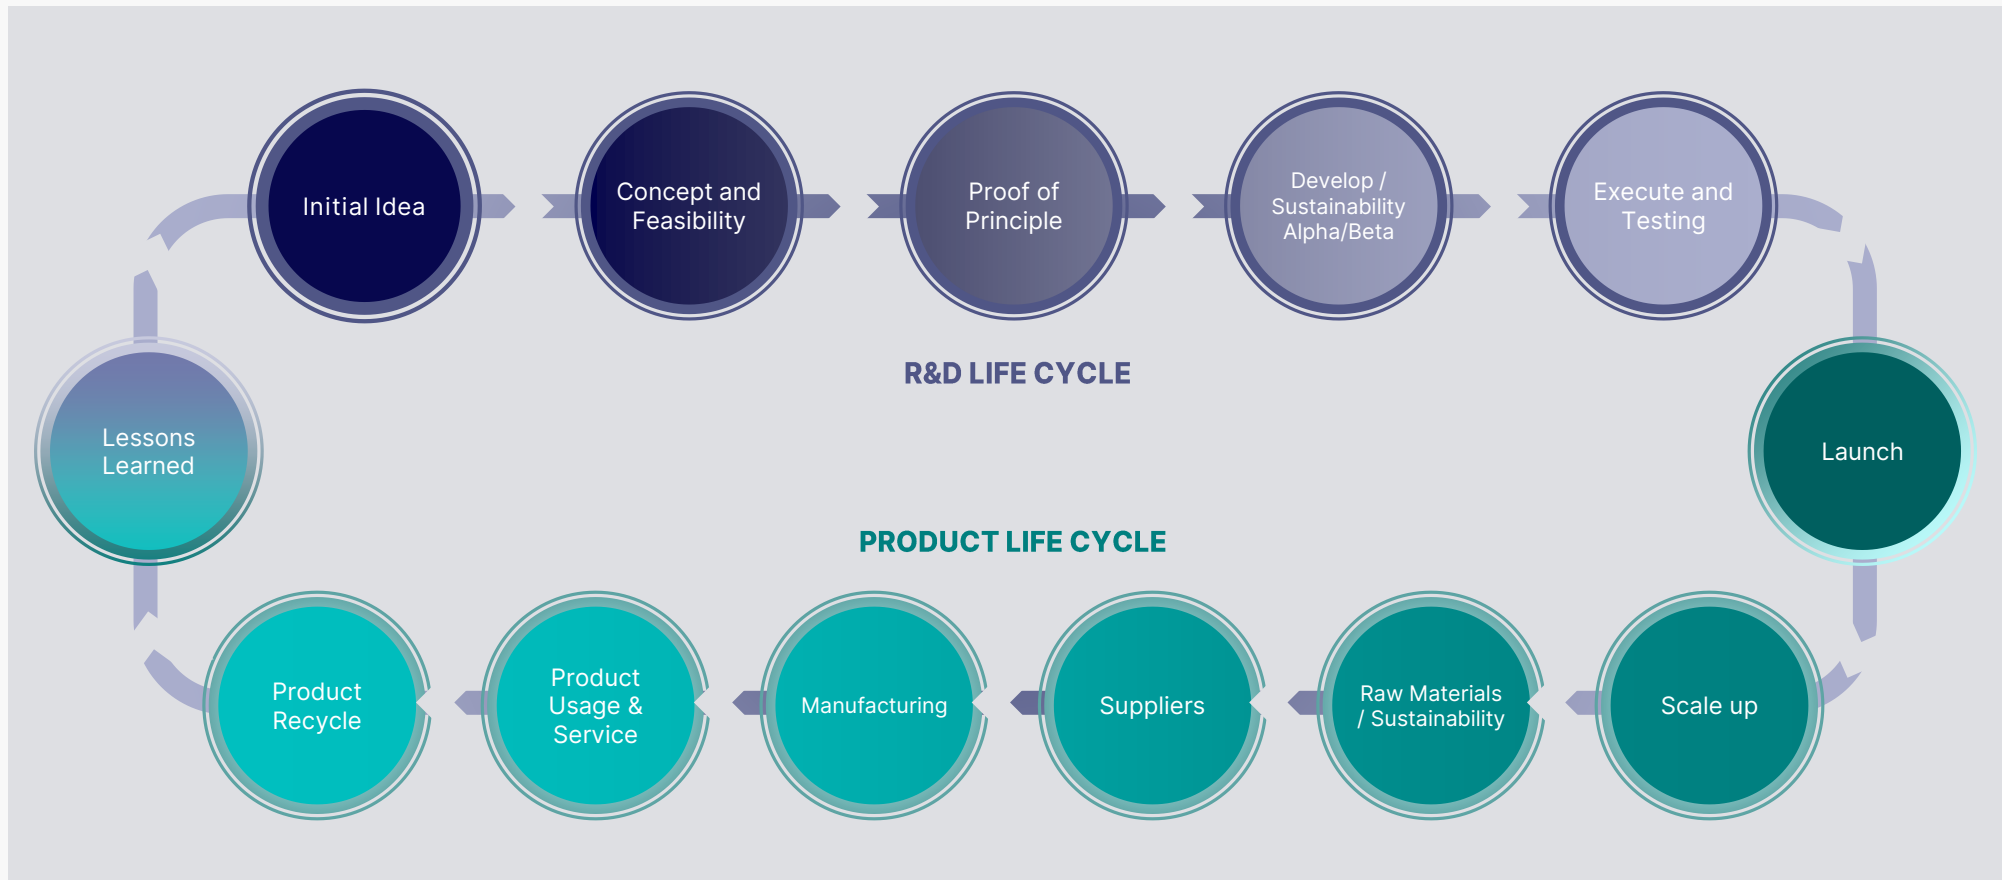 Initial Idea
Concept and
Feasibility
Proof of
Principle
Develop /
Sustainability
Alpha/Beta
Execute and
Testing
R&D LIFE CYCLE
Lessons
Learned
Launch
PRODUCT LIFE CYCLE
Product
Recycle
Product
Usage &
Service
Manufacturing
Suppliers
Raw Materials
/ Sustainability
Scale up